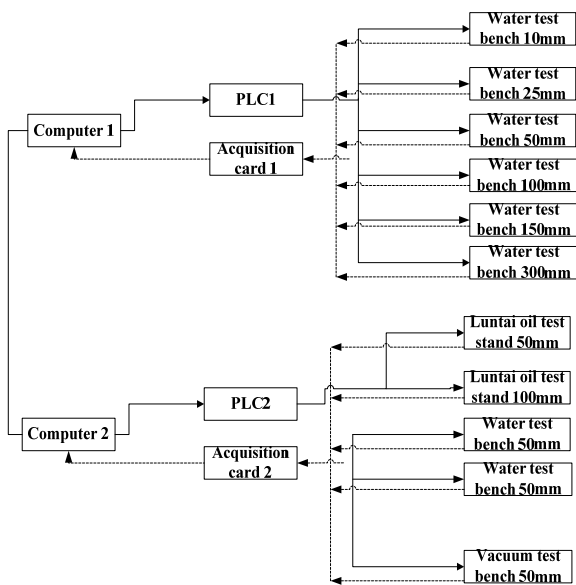 Water test
bench 10mm
Water test
bench 25mm
PLC1
Computer 1
Water test
bench 50mm
Acquisition
card 1
Water test
bench 100mm
Water test
bench 150mm
Water test
bench 300mm
Luntai oil test
stand 50mm
Luntai oil test
stand 100mm
PLC2
Computer 2
Water test
bench 50mm
Acquisition
card 2
Water test
bench 50mm
Vacuum test
bench 50mm